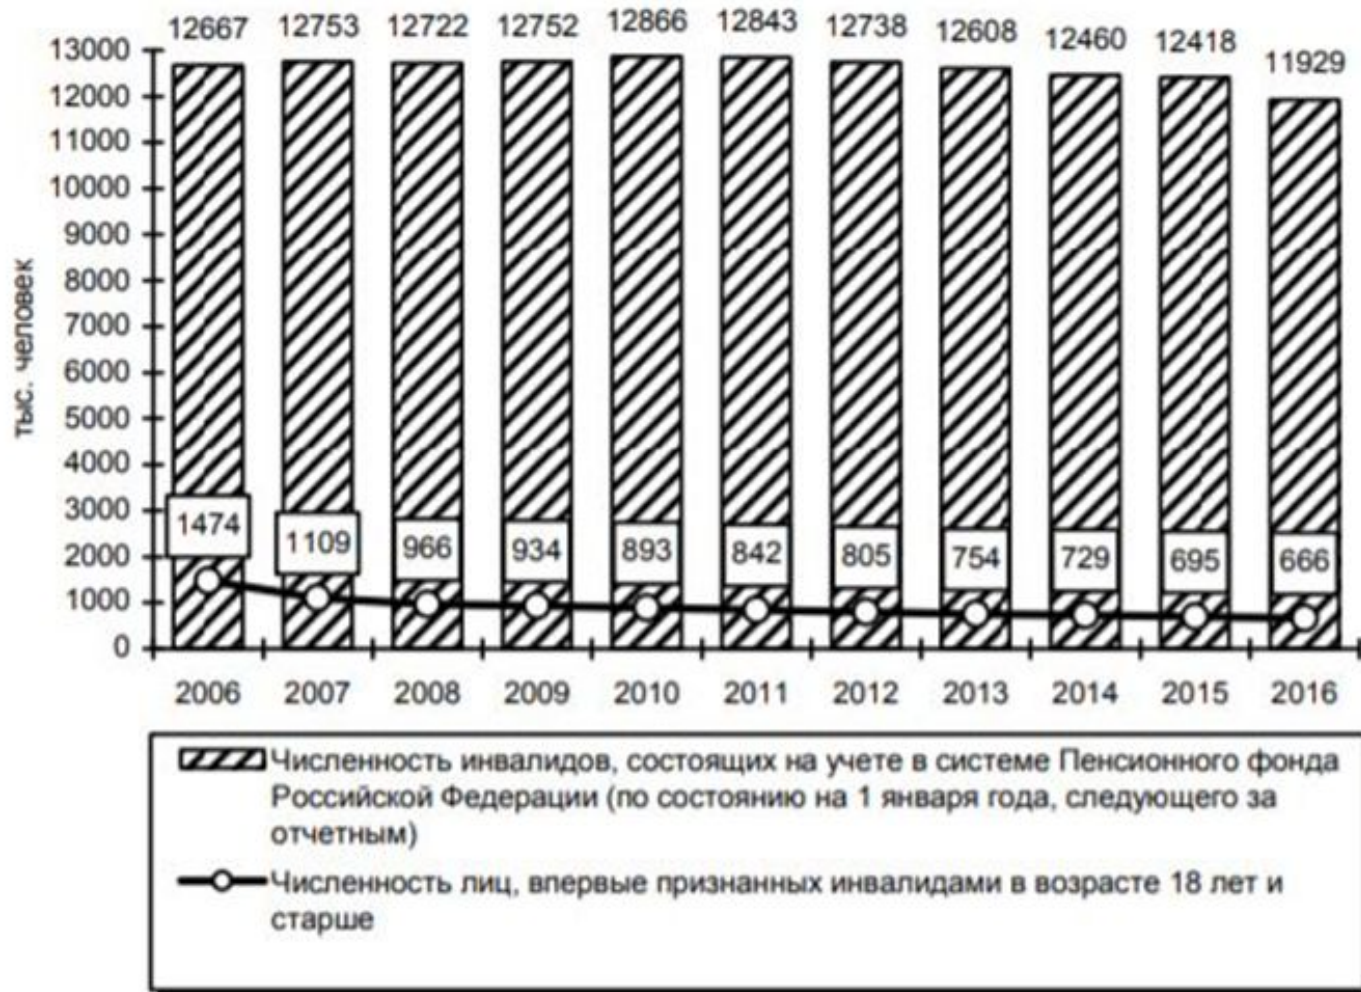 12667 12753 12722 12752 12866 12843 12738 12608 12460 12418 11929
13000
12000
11000
10000
9000
8000
7000
6000
5000
4000
3000
2000
1000
0
тыс. человек
1474 1109 966 934 893 842 805 754 729 695 666
2006 2007 2008 2009 2010 2011 2012 2013 2014 2015 2016
Численность инвалидов, состоящих на учете в системе Пенсионного фонда
Российской Федерации (по состоянию на 1 января года, следующего за
отчетным)
Численность лиц, впервые признанных инвалидами в возрасте 18 лет и
старше